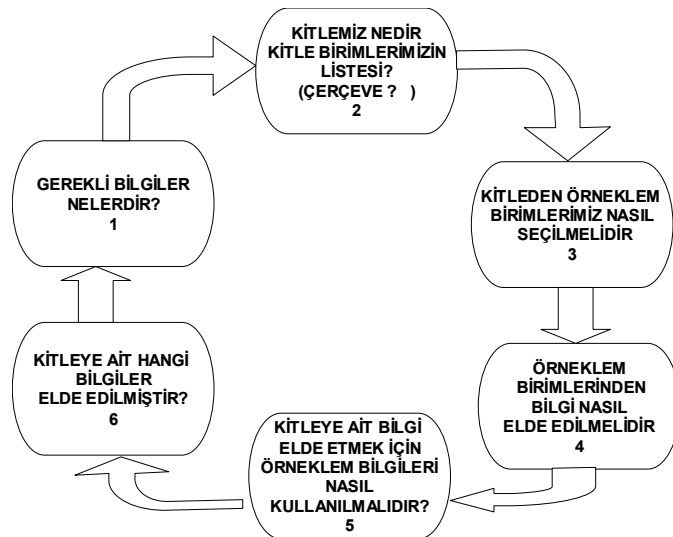 GEREKLİ BİLGİLER
NELERDİR?
1
KİTLEMİZ NEDİR
KİTLE BİRİMLERİMİZİN
LİSTESİ?
(ÇERÇEVE ?   )
2
KİTLEDEN ÖRNEKLEM
BİRİMLERİMİZ NASIL
SEÇİLMELİDİR
3
ÖRNEKLEM
BİRİMLERİNDEN
BİLGİ NASIL
ELDE EDİLMELİDİR
4
KİTLEYE AİT BİLGİ
ELDE ETMEK İÇİN
ÖRNEKLEM BİLGİLERİ
NASIL
KULLANILMALIDIR?
5
KİTLEYE AİT HANGİ
BİLGİLER
ELDE EDİLMİŞTİR?
6